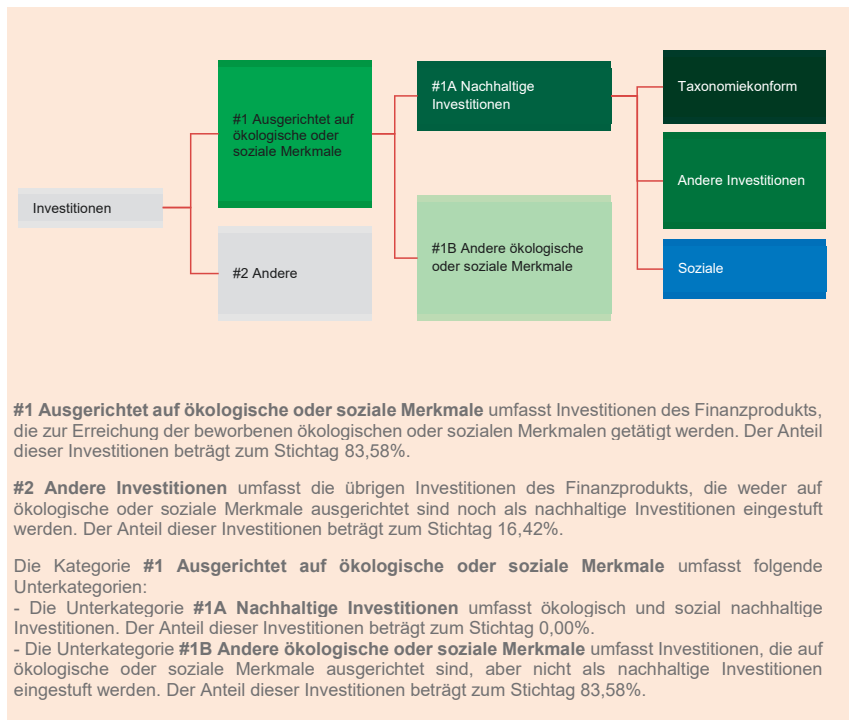 Investitionen
#1 Ausgerichtet auf
ökologische oder
soziale Merkmale
#2 Andere
#1A Nachhaltige
Investitionen
#1B Andere ökologische
oder soziale Merkmale
Taxonomiekonform
Andere Investitionen
Soziale
#1 Ausgerichtet auf ökologische oder soziale Merkmale umfasst Investitionen des Finanzprodukts,
die zur Erreichung der beworbenen ökologischen oder sozialen Merkmalen getätigt werden. Der Anteil
dieser Investitionen beträgt zum Stichtag 83,58%.
#2 Andere Investitionen umfasst die übrigen Investitionen des Finanzprodukts, die weder auf
ökologische oder soziale Merkmale ausgerichtet sind noch als nachhaltige Investitionen eingestuft
werden. Der Anteil dieser Investitionen beträgt zum Stichtag 16,42%.
Die Kategorie #1 Ausgerichtet auf ökologische oder soziale Merkmale umfasst folgende
Unterkategorien:
- Die Unterkategorie #1A Nachhaltige Investitionen umfasst ökologisch und sozial nachhaltige
Investitionen. Der Anteil dieser Investitionen beträgt zum Stichtag 0,00%.
- Die Unterkategorie #1B Andere ökologische oder soziale Merkmale umfasst Investitionen, die auf
ökologische oder soziale Merkmale ausgerichtet sind, aber nicht als nachhaltige Investitionen
eingestuft werden. Der Anteil dieser Investitionen beträgt zum Stichtag 83,58%.